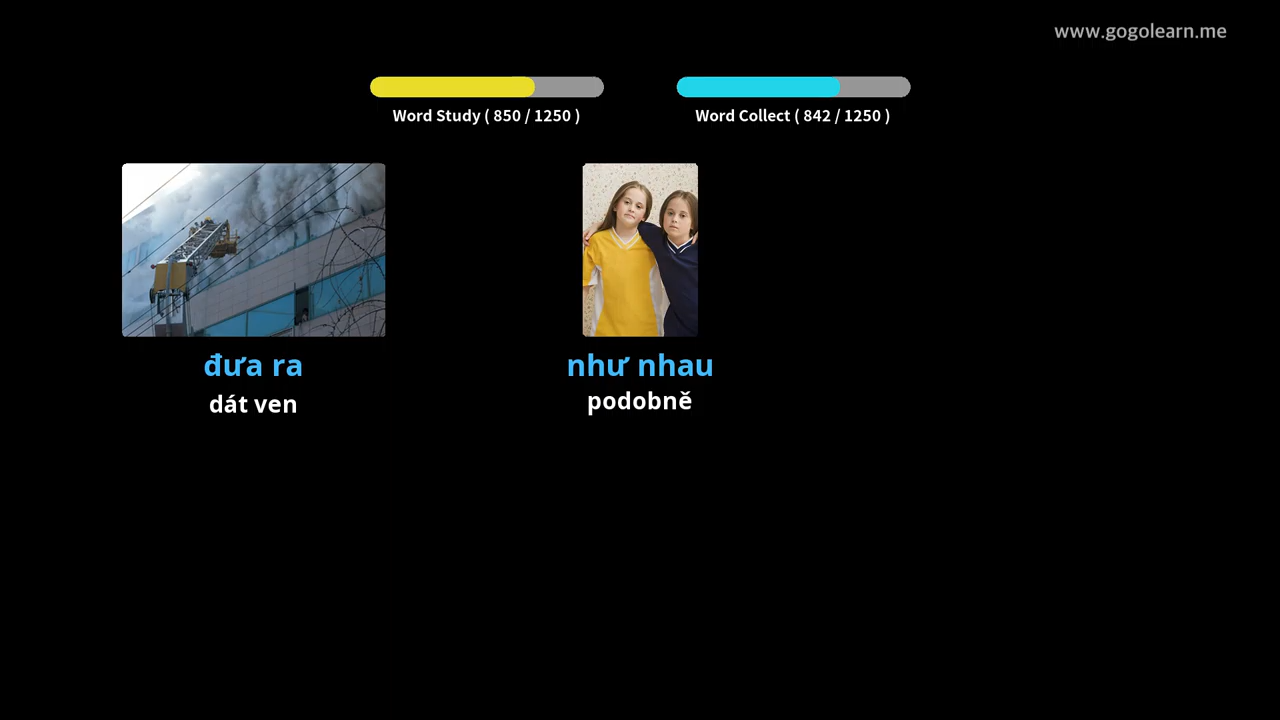 www.gogolearn.me
Word Study ( 850 / 1250 )
Word Collect ( 842 / 1250 )
đưa ra
dát ven
như nhau
podobně